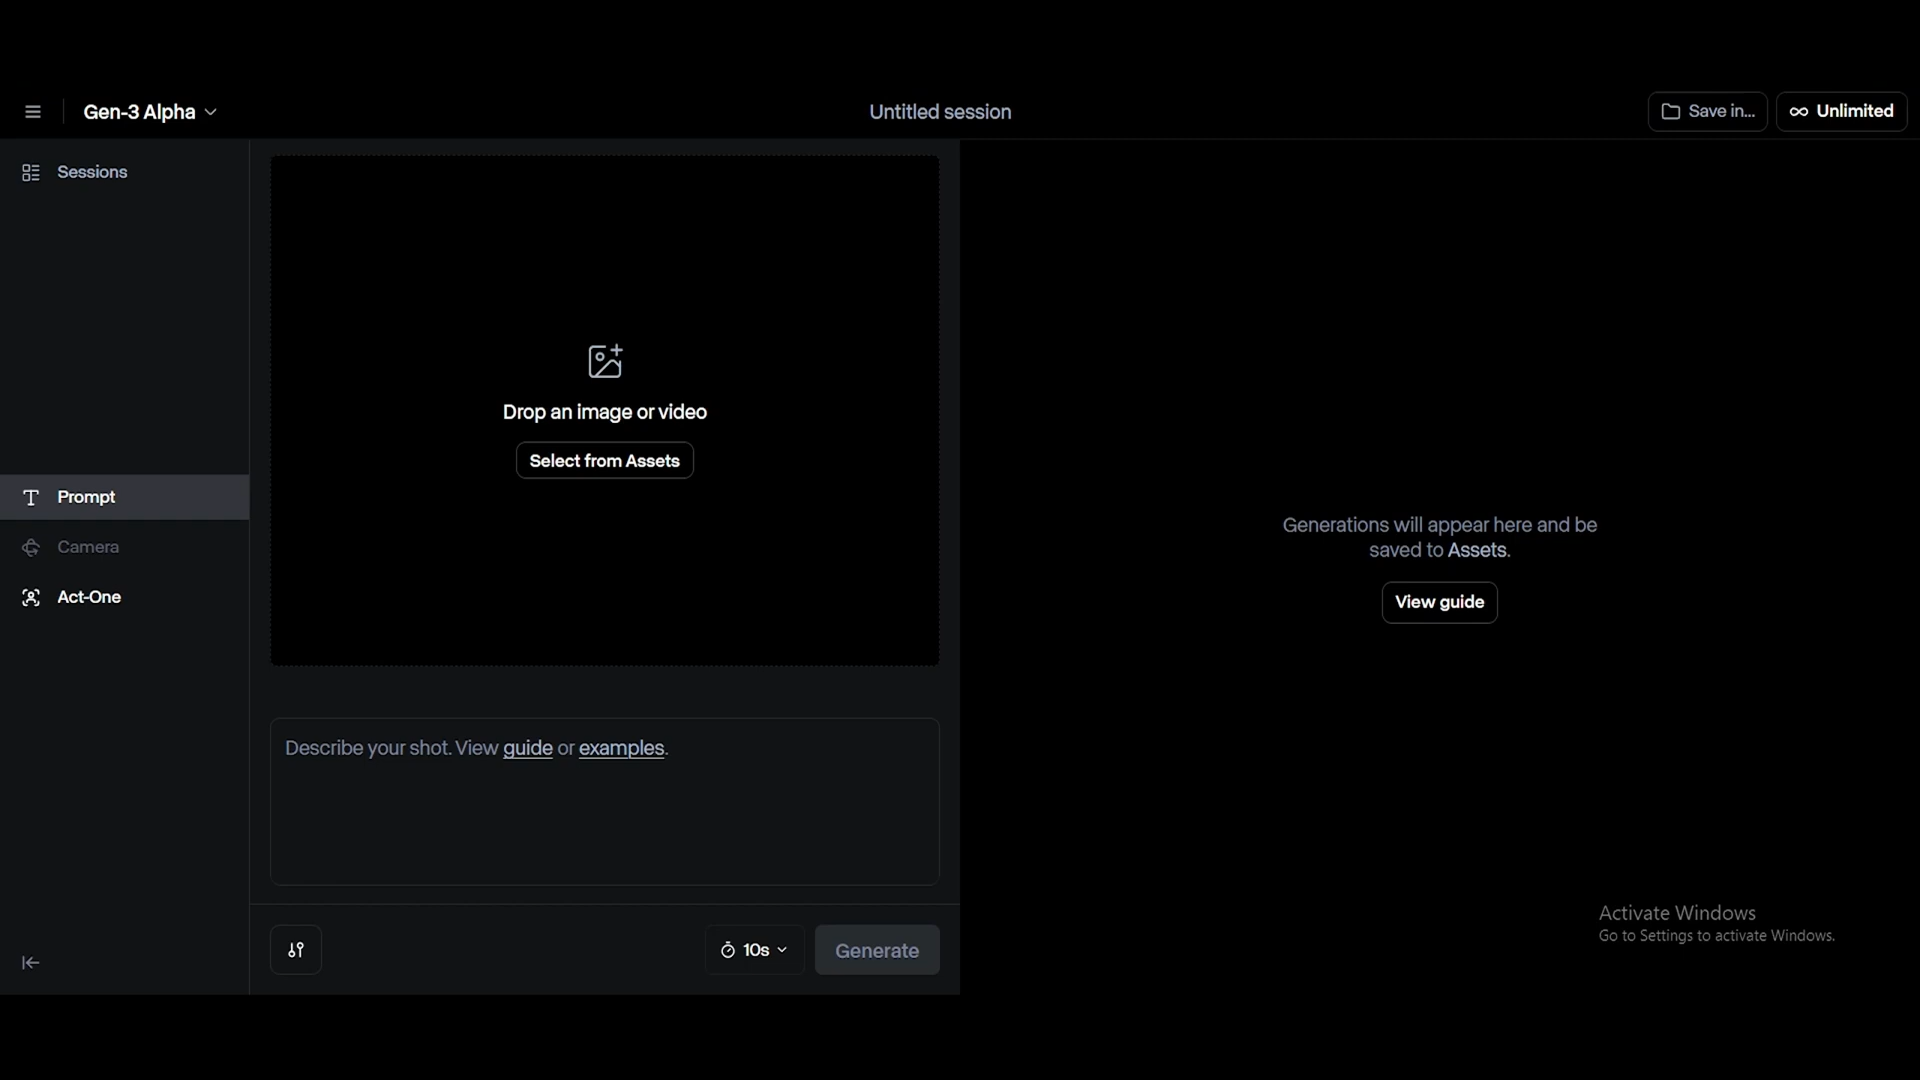 Gen-3 Alpha
Untitled session
Save in...
Unlimited
Sessions
Drop an image or video
Select from Assets
Prompt
Camera
Act-One
Generations will appear here and be
saved to Assets.
View guide
Describe your shot. View guide or examples.
10s
Generate
Activate Windows
Go to Settings to activate Windows.